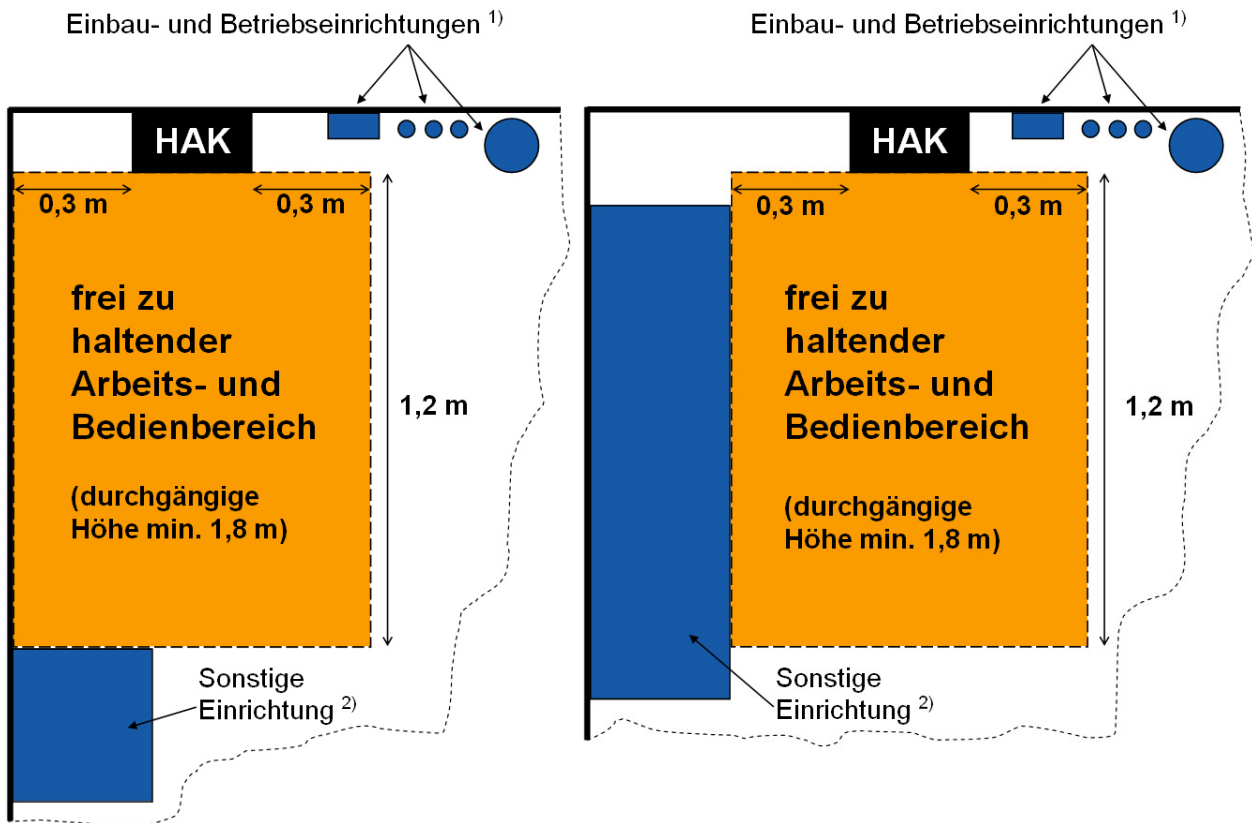 Einbau- und Betriebseinrichtungen 1)
HAK
0,3 m
0,3 m
frei zu
haltender
Arbeits- und
Bedienbereich
(durchgängige
Höhe min. 1,8 m)
1,2 m
Sonstige
Einrichtung 2)
Einbau- und Betriebseinrichtungen 1)
HAK
0,3 m
0,3 m
frei zu
haltender
Arbeits- und
Bedienbereich
(durchgängige
Höhe min. 1,8 m)
1,2 m
Sonstige
Einrichtung 2)